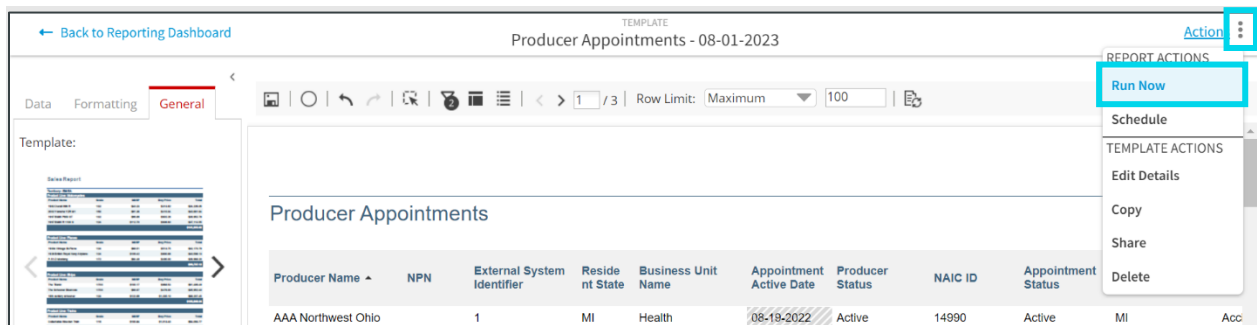 ← Back to Reporting Dashboard
TEMPLATE
Producer Appointments - 08-01-2023
Action
REPORT ACTIONS
Run Now
Schedule
TEMPLATE ACTIONS
Edit Details
Copy
Share
Delete
Data Formatting General
2
1 / 3 Row Limit: Maximum 100
Template:
Sales Report
Producer Appointments
Producer Name NPN External System Identifier Reside nt State Business Unit Name Appointment Active Date Producer Status NAIC ID Appointment Status
AAA Northwest Ohio 1 MI Health 08-19-2022 Active 14990 Active MI Acc